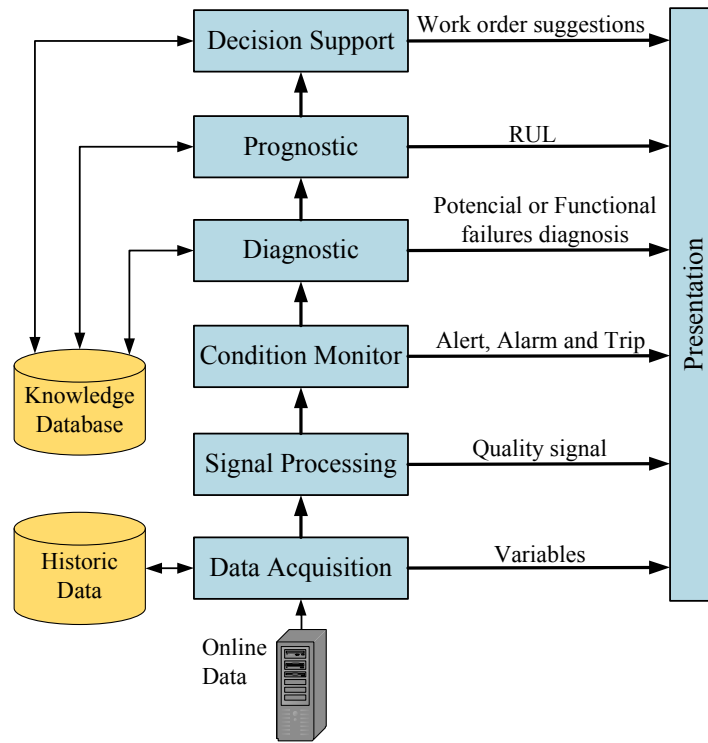 Decision Support
Work order suggestions
Prognostic
RUL
Diagnostic
Potencial or Functional
failures diagnosis
Condition Monitor
Alert, Alarm and Trip
Knowledge
Database
Signal Processing
Quality signal
Historic
Data
Data Acquisition
Variables
Online
Data
Presentation